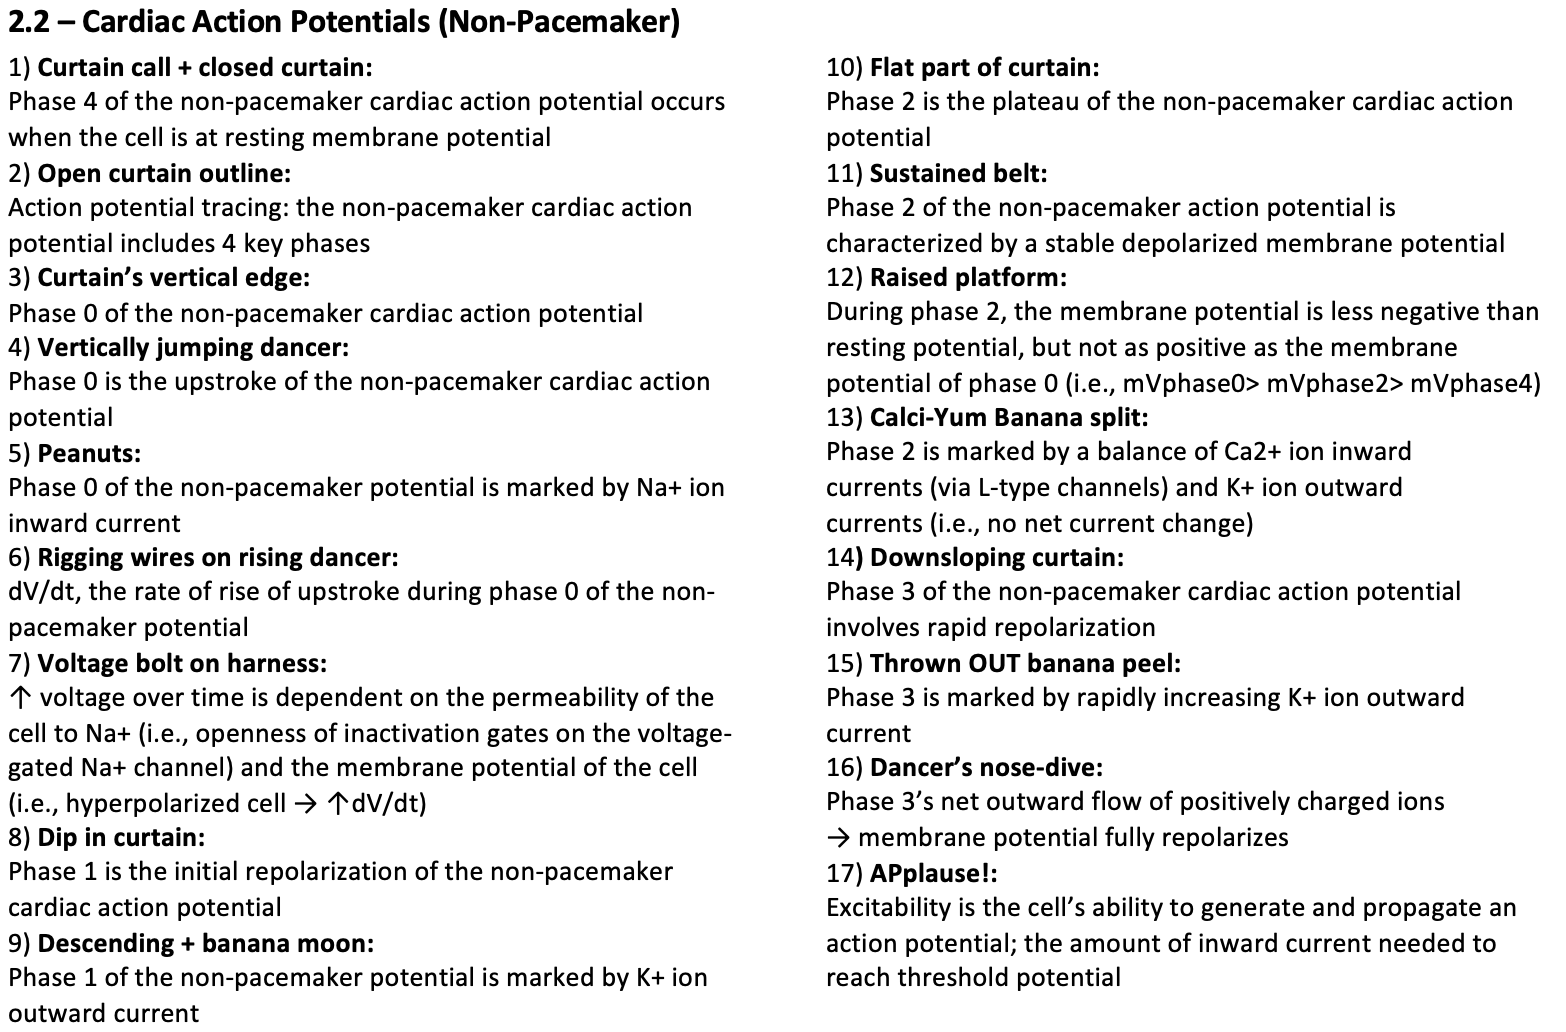 2.2 – Cardiac Action Potentials (Non-Pacemaker)
1) Curtain call + closed curtain:
Phase 4 of the non-pacemaker cardiac action potential occurs
when the cell is at resting membrane potential
2) Open curtain outline:
Action potential tracing: the non-pacemaker cardiac action
potential includes 4 key phases
3) Curtain’s vertical edge:
Phase 0 of the non-pacemaker cardiac action potential
4) Vertically jumping dancer:
Phase 0 is the upstroke of the non-pacemaker cardiac action
potential
5) Peanuts:
Phase 0 of the non-pacemaker potential is marked by Na+ ion
inward current
6) Rigging wires on rising dancer:
dV/dt, the rate of rise of upstroke during phase 0 of the non-
pacemaker potential
7) Voltage bolt on harness:
↑ voltage over time is dependent on the permeability of the
cell to Na+ (i.e., openness of inactivation gates on the voltage-
gated Na+ channel) and the membrane potential of the cell
(i.e., hyperpolarized cell → ↑dV/dt)
8) Dip in curtain:
Phase 1 is the initial repolarization of the non-pacemaker
cardiac action potential
9) Descending + banana moon:
Phase 1 of the non-pacemaker potential is marked by K+ ion
outward current
10) Flat part of curtain:
Phase 2 is the plateau of the non-pacemaker cardiac action
potential
11) Sustained belt:
Phase 2 of the non-pacemaker action potential is
characterized by a stable depolarized membrane potential
12) Raised platform:
During phase 2, the membrane potential is less negative than
resting potential, but not as positive as the membrane
potential of phase 0 (i.e., mVphase0> mVphase2> mVphase4)
13) Calci-Yum Banana split:
Phase 2 is marked by a balance of Ca2+ ion inward
currents (via L-type channels) and K+ ion outward
currents (i.e., no net current change)
14) Downsloping curtain:
Phase 3 of the non-pacemaker cardiac action potential
involves rapid repolarization
15) Thrown OUT banana peel:
Phase 3 is marked by rapidly increasing K+ ion outward
current
16) Dancer’s nose-dive:
Phase 3’s net outward flow of positively charged ions
→ membrane potential fully repolarizes
17) APplause!:
Excitability is the cell’s ability to generate and propagate an
action potential; the amount of inward current needed to
reach threshold potential